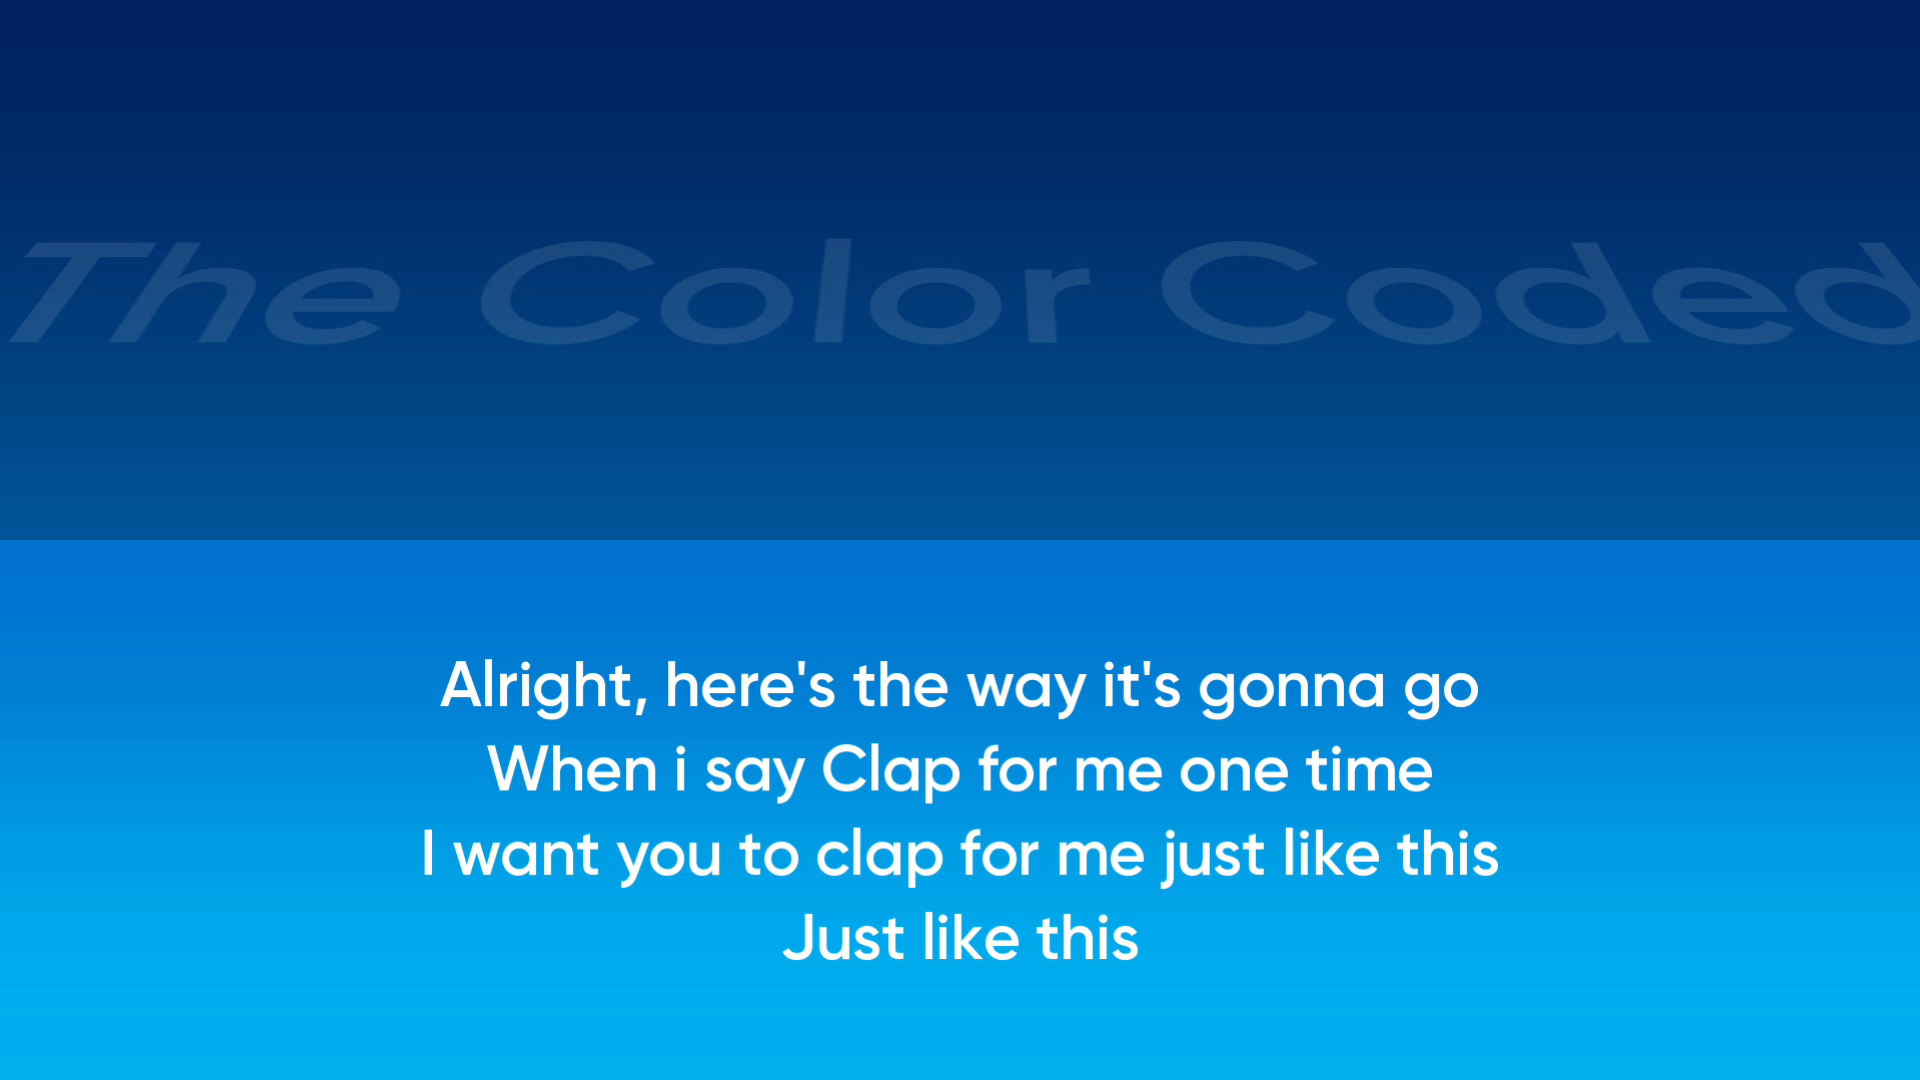 The Color Coded
Alright, here's the way it's gonna go
When i say Clap for me one time
I want you to clap for me just like this
Just like this